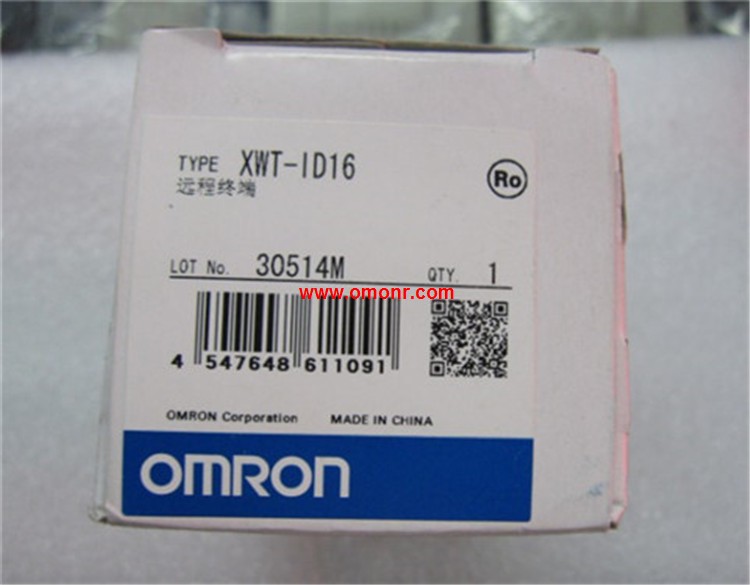 TYPE XWT-ID16
远程终端
Ro
LOT No. 30514M QTY. 1
www.omonr.com
4 547648 611091
OMRON Corporation MADE IN CHINA
OMRON